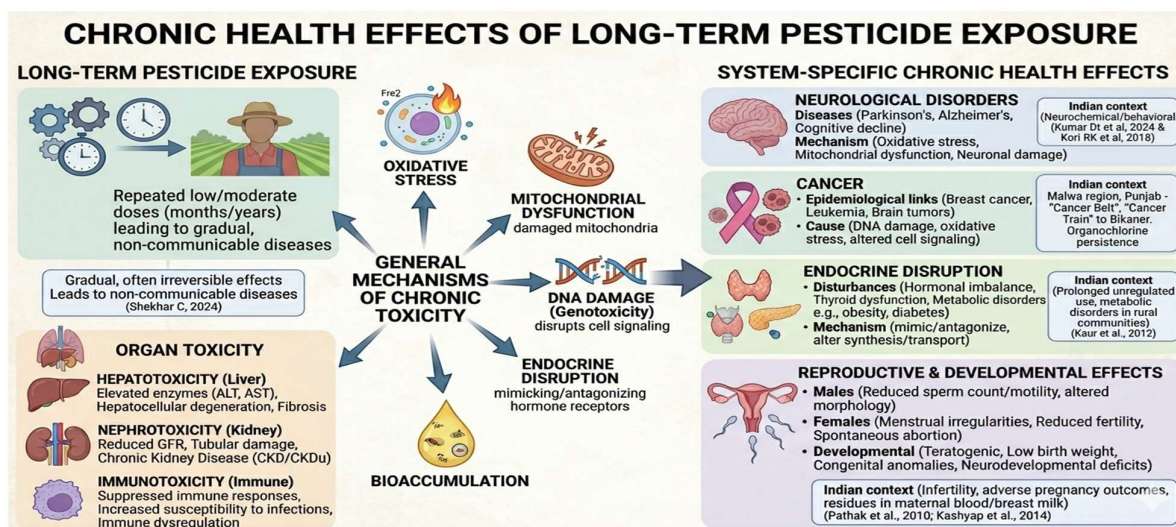 CHRONIC HEALTH EFFECTS OF LONG-TERM PESTICIDE EXPOSURE
LONG-TERM PESTICIDE EXPOSURE
Repeated low/moderate
doses (months/years)
leading to gradual,
non-communicable diseases
Gradual, often irreversible effects
Leads to non-communicable diseases
(Shekhar C, 2024)
ORGAN TOXICITY
HEPATOTOXICITY (Liver)
Elevated enzymes (ALT, AST),
Hepatocellular degeneration, Fibrosis
NEPHROTOXICITY (Kidney)
Reduced GFR, Tubular damage,
Chronic Kidney Disease (CKD/CKDu)
IMMUNOTOXICITY (Immune)
Suppressed immune responses,
Increased susceptibility to infections,
Immune dysregulation
Fre2
OXIDATIVE
STRESS
MITOCHONDRIAL
DYSFUNCTION
damaged mitochondria
GENERAL
MECHANISMS
OF CHRONIC
TOXICITY
DNA DAMAGE
(Genotoxicity)
disrupts cell signaling
ENDOCRINE
DISRUPTION
mimicking/antagonizing
hormone receptors
BIOACCUMULATION
SYSTEM-SPECIFIC CHRONIC HEALTH EFFECTS
NEUROLOGICAL DISORDERS
Diseases (Parkinson's, Alzheimer's,
Cognitive decline)
Mechanism (Oxidative stress,
Mitochondrial dysfunction, Neuronal damage)
Indian context
(Neurochemical/behavioral)
(Kumar Dt et al, 2024 &
Kori RK et al, 2018)
CANCER
• Epidemiological links (Breast cancer,
Leukemia, Brain tumors)
• Cause (DNA damage, oxidative
stress, altered cell signaling)
Indian context
Malwa region, Punjab -
"Cancer Belt", "Cancer
Train" to Bikaner.
Organochlorine
persistence
ENDOCRINE DISRUPTION
• Disturbances (Hormonal imbalance,
Thyroid dysfunction, Metabolic disorders
e.g., obesity, diabetes)
• Mechanism (mimic/antagonize,
alter synthesis/transport)
Indian context
(Prolonged unregulated
use, metabolic
disorders in rural
communities)
(Kaur et al., 2012)
REPRODUCTIVE & DEVELOPMENTAL EFFECTS
• Males (Reduced sperm count/motility, altered
morphology)
• Females (Menstrual irregularities, Reduced fertility,
Spontaneous abortion)
• Developmental (Teratogenic, Low birth weight,
Congenital anomalies, Neurodevelopmental deficits)
Indian context (Infertility, adverse pregnancy outcomes,
residues in maternal blood/breast milk)
(Pathak et al., 2010; Kashyap et al., 2014)